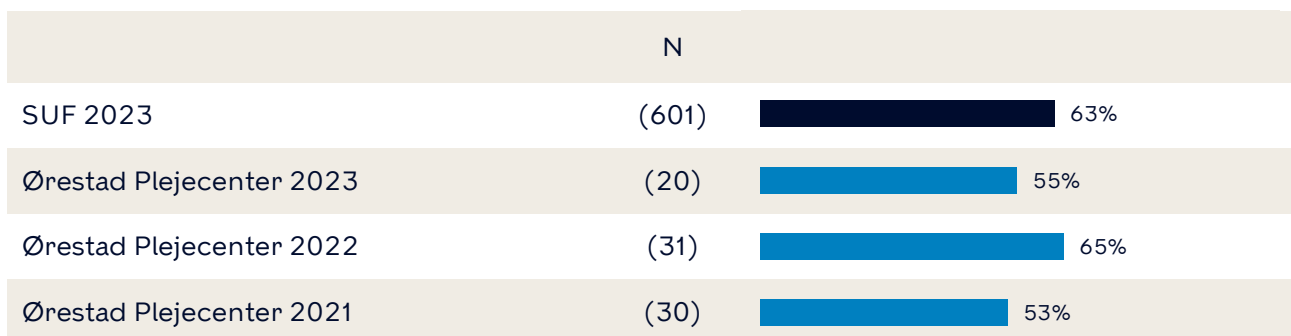 N
SUF 2023 (601) 63%
Ørestad Plejecenter 2023 (20) 55%
Ørestad Plejecenter 2022 (31) 65%
Ørestad Plejecenter 2021 (30) 53%